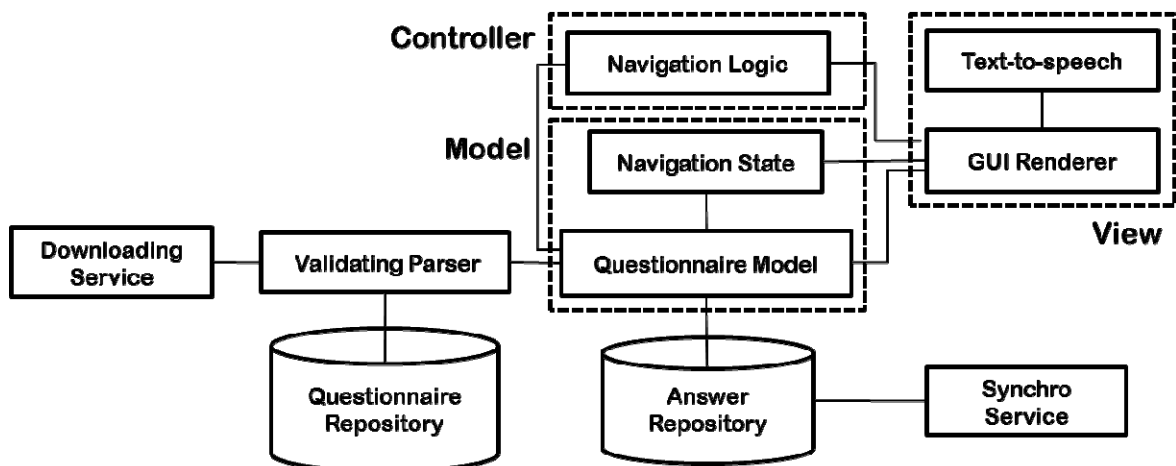 Controller
Navigation Logic
Text-to-speech
Model
Navigation State
GUI Renderer
View
Downloading
Service
Validating Parser
Questionnaire Model
Questionnaire
Repository
Answer
Repository
Synchro
Service